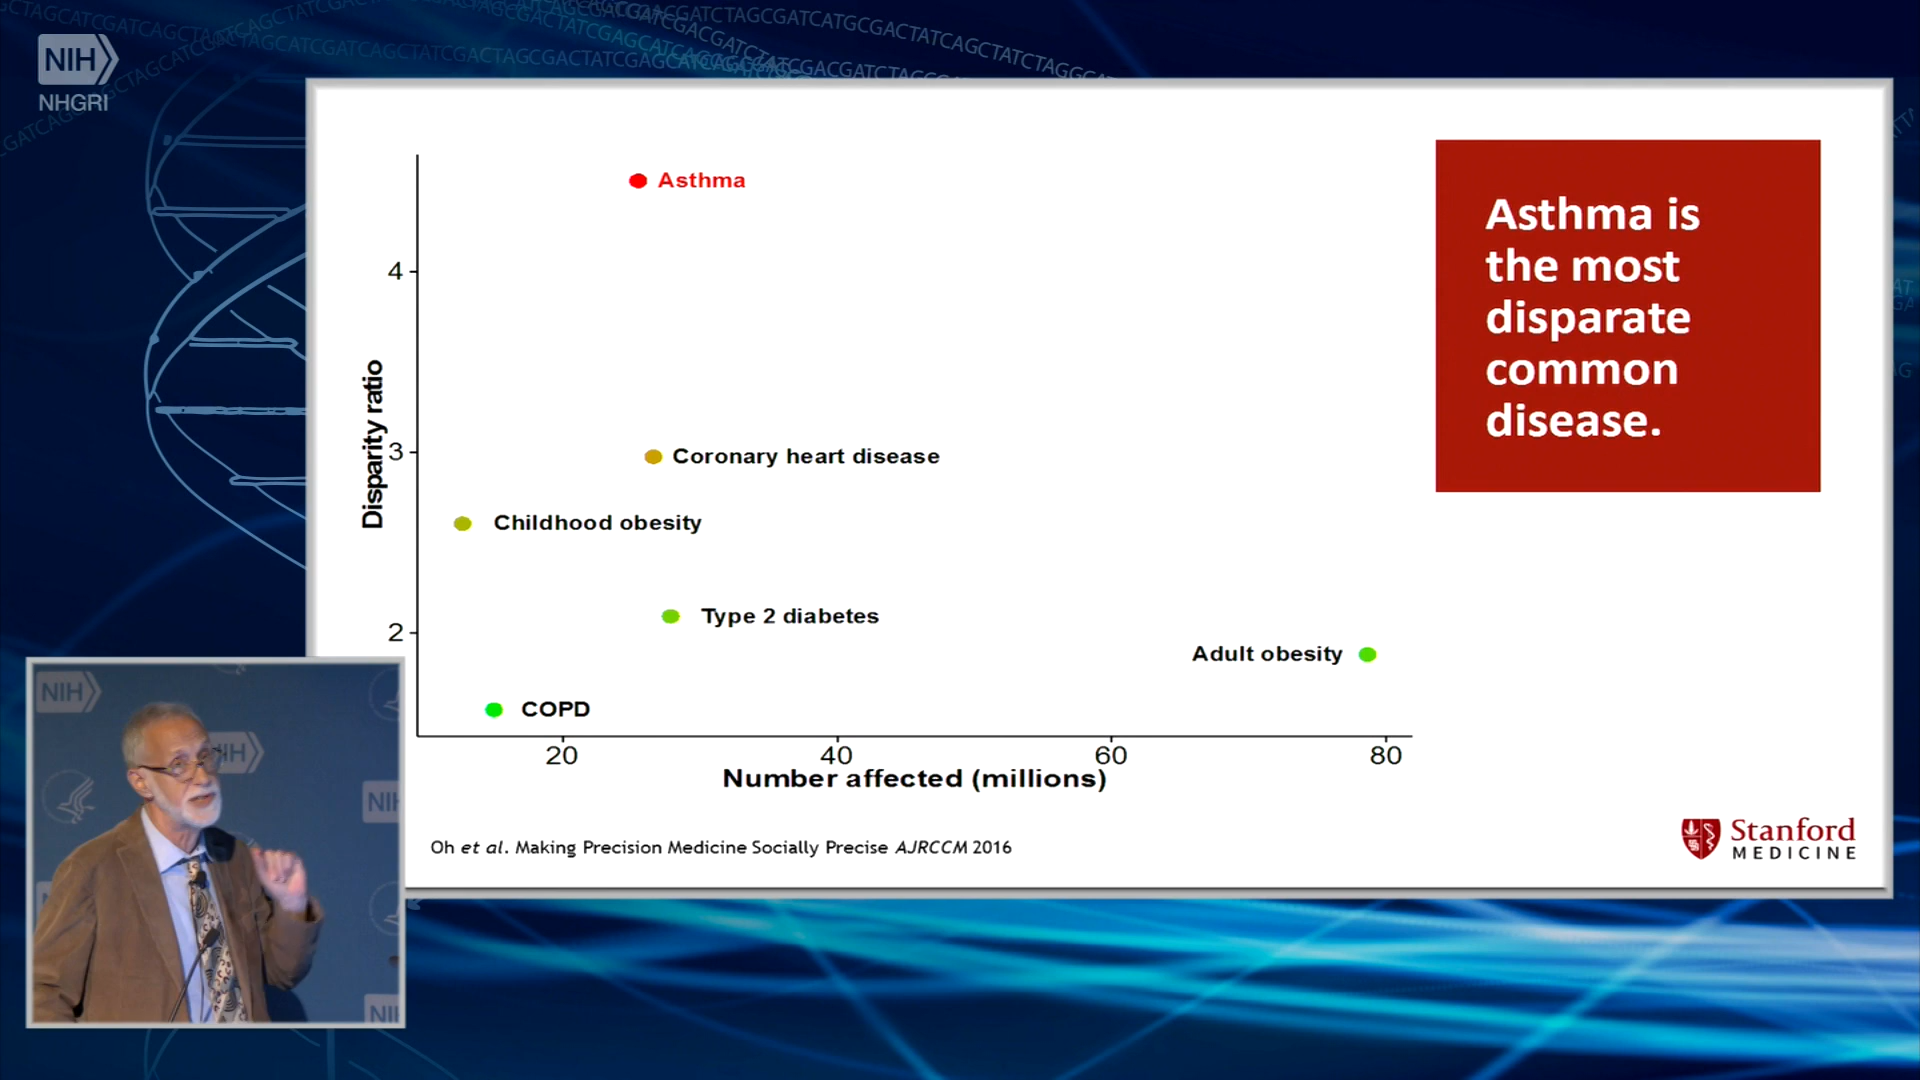 NIH
NHGRI
Asthma
4
Disparity ratio
3
Coronary heart disease
Childhood obesity
Type 2 diabetes
2
Adult obesity
COPD
20
40
60
80
Number affected (millions)
Asthma is
the most
disparate
common
disease.
Oh et al. Making Precision Medicine Socially Precise AJRCCM 2016
Stanford
MEDICINE
NIH